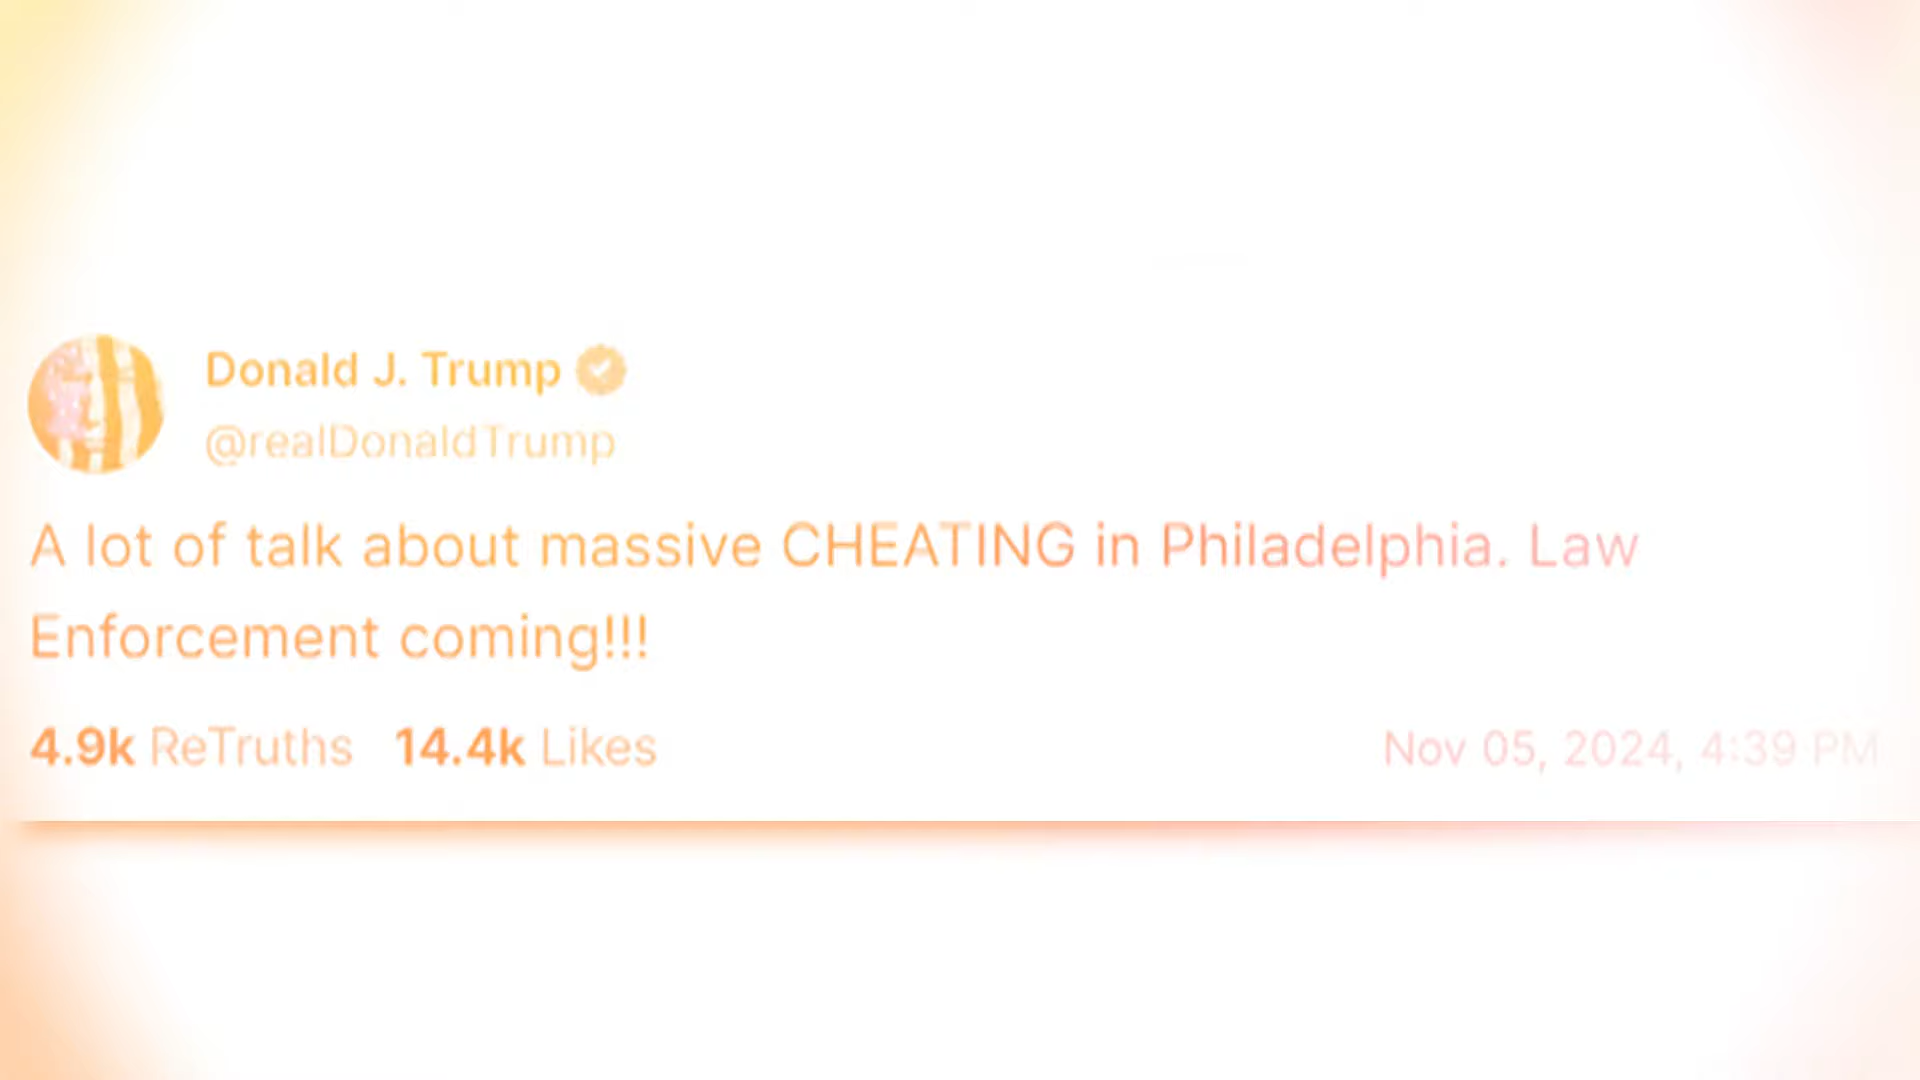 Donald J. Trump
@realDonaldTrump
A lot of talk about massive CHEATING in Philadelphia. Law
Enforcement coming!!!
4.9k ReTruths 14.4k Likes
Nov 05, 2024, 4:39 PM